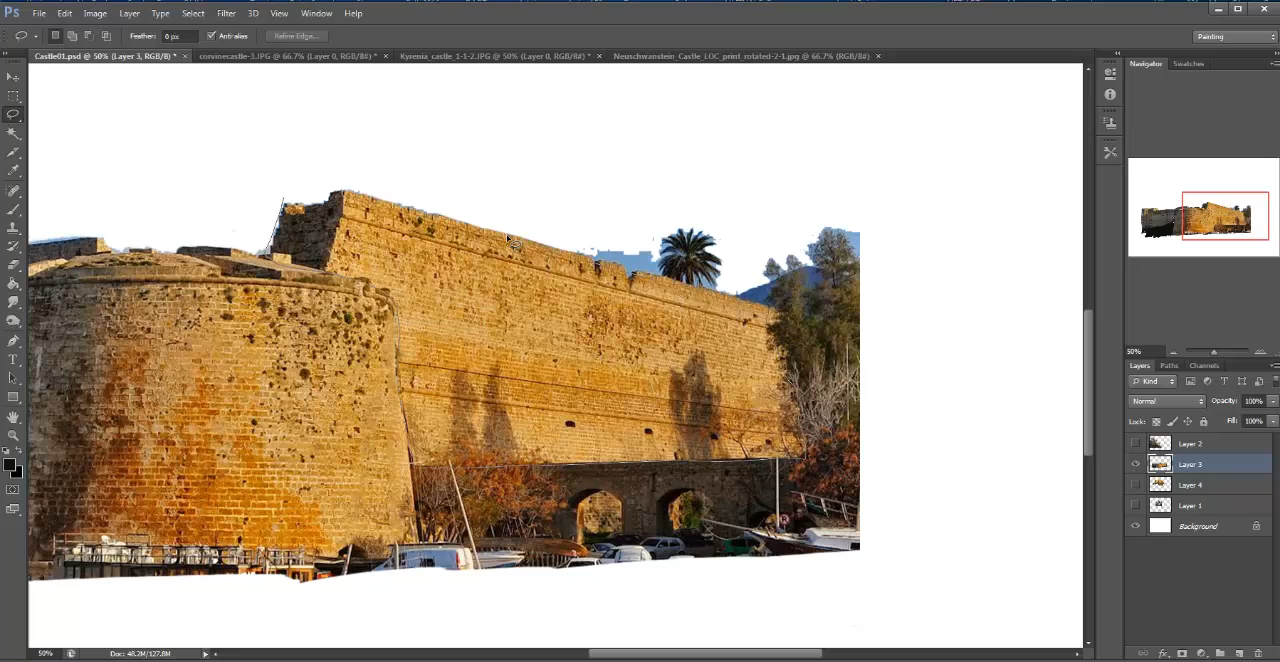 Ps File Edit Image Layer Type Select Filter 3D View Window Help
Feather: 0 px Anti-alias Refine Edge... Painting
Castle01.psd @ 50% (Layer 3, RGB/8) * × corvinecastle-3.JPG @ 66.7% (Layer 0, RGB/8#) * × Kyrenia_Castle_1-1-2.JPG @ 50% (Layer 0, RGB/8*) * × Neuschwanstein_Castle_LOC_print_rotated-2-1.jpg @ 66.7% (RGB/8#) ×
Navigator Swatches
50%
Layers Paths Channels
Kind
Normal Opacity: 100%
Lock: Fill: 100%
Layer 2
Layer 3
Layer 4
Layer 1
Background
50% Doc: 48.2M/127.8M